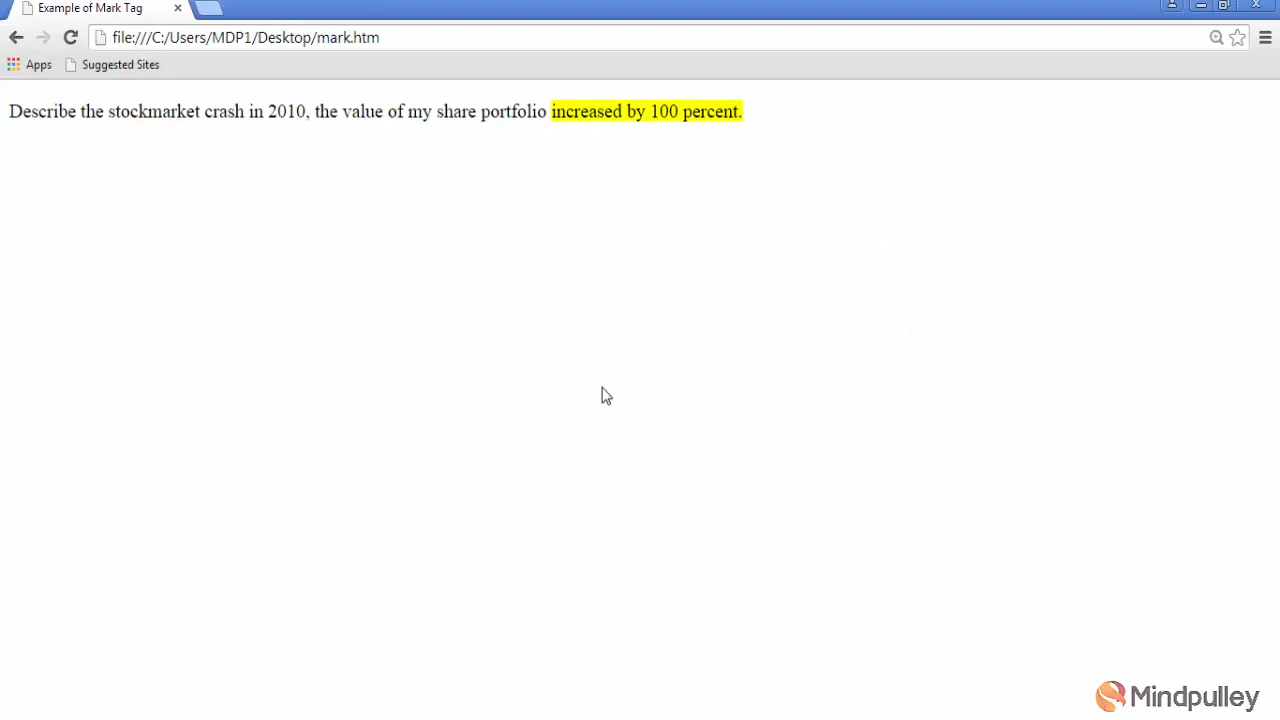 Example of Mark Tag
file:///C:/Users/MDP1/Desktop/mark.htm
Apps Suggested Sites
Describe the stockmarket crash in 2010, the value of my share portfolio increased by 100 percent.
Mindpulley